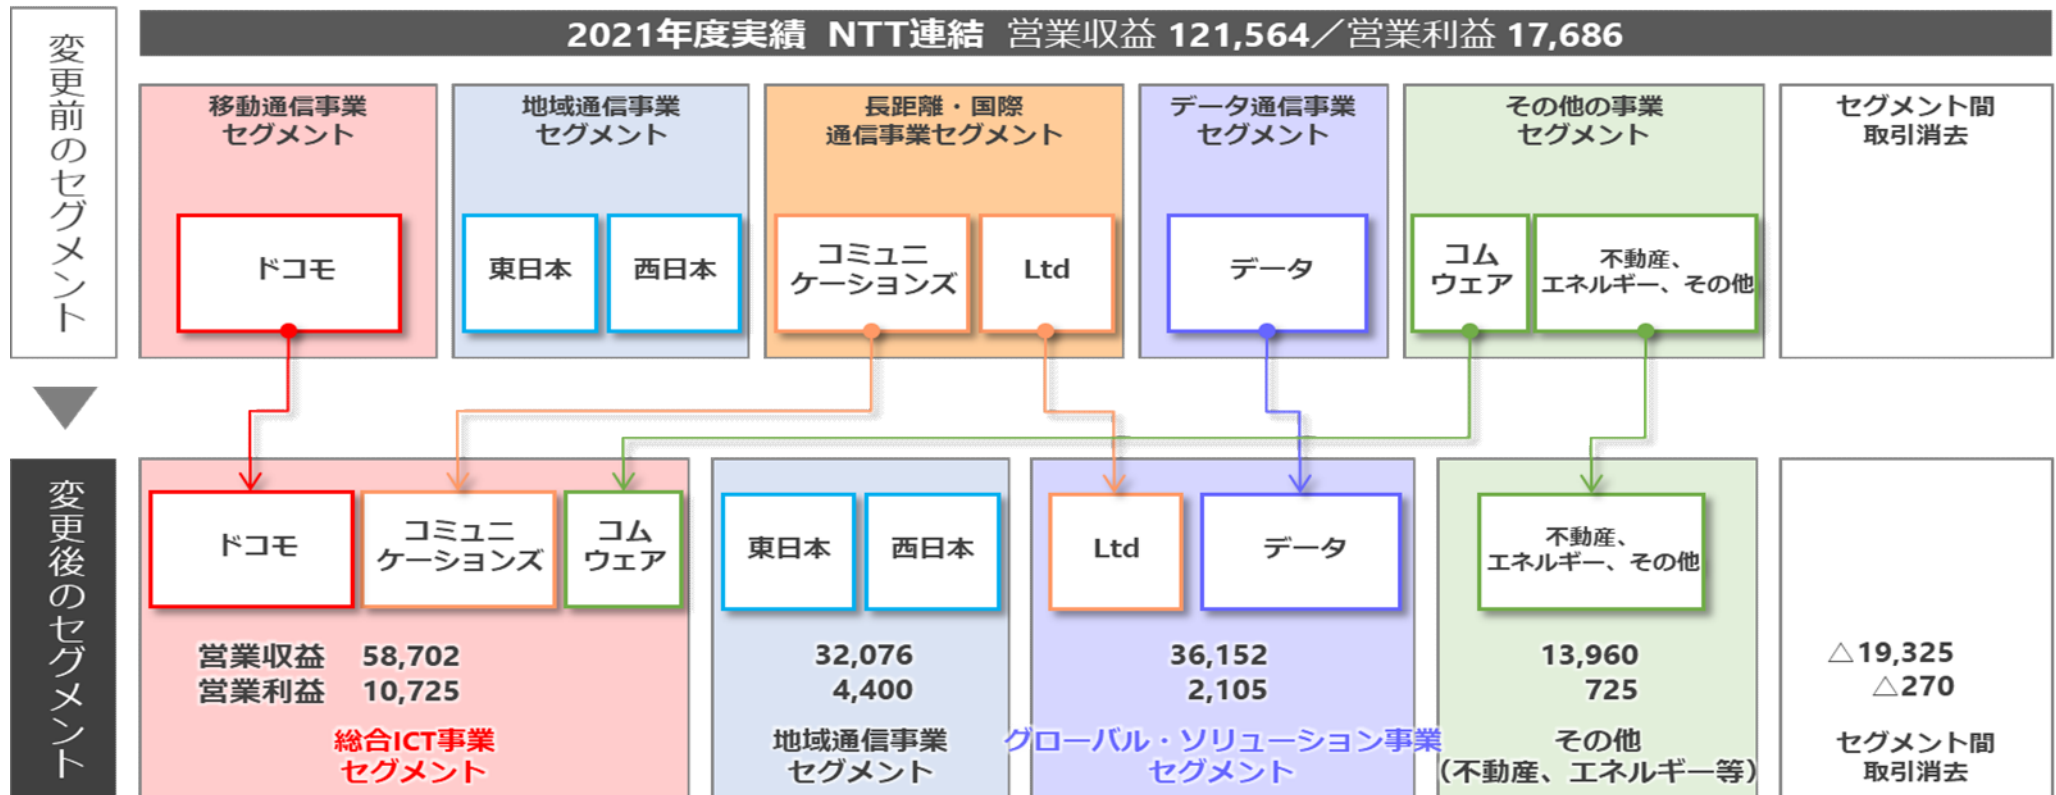 2021年度実績 NTT連結 営業収益 121,564／営業利益 17,686
変更前のセグメント
移動通信事業
セグメント
地域通信事業
セグメント
長距離・国際
通信事業セグメント
データ通信事業
セグメント
その他の事業
セグメント
セグメント間
取引消去
ドコモ
東日本
西日本
コミュニ
ケーションズ
Ltd
データ
コム
ウェア
不動産、
エネルギー、その他
変更後のセグメント
ドコモ
コミュニ
ケーションズ
コム
ウェア
東日本
西日本
Ltd
データ
不動産、
エネルギー、その他
営業収益 58,702
営業利益 10,725
総合ICT事業
セグメント
32,076
4,400
地域通信事業
セグメント
36,152
2,105
グローバル・ソリューション事業
セグメント
13,960
725
その他
（不動産、エネルギー等）
△19,325
△270
セグメント間
取引消去